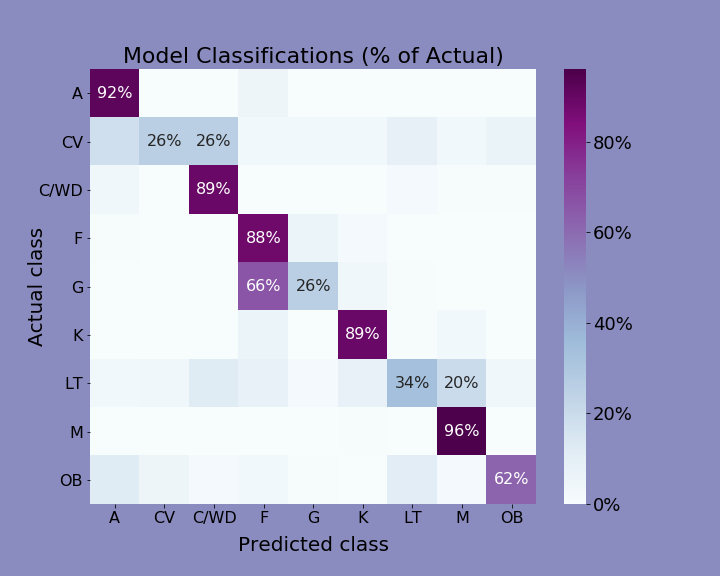 Model Classifications (% of Actual)
A 92%
CV 26% 26% 80%
C/WD 89%
F 88% 60%
G 66% 26%
K 89% 40%
LT 34% 20%
M 96% 20%
OB 62% 0%
A CV C/WD F G K LT M OB
Actual class
Predicted class